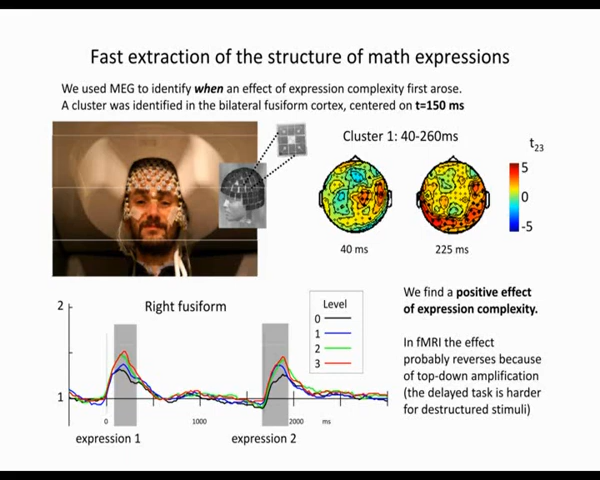 Fast extraction of the structure of math expressions
We used MEG to identify when an effect of expression complexity first arose.
A cluster was identified in the bilateral fusiform cortex, centered on t=150 ms
Cluster 1: 40-260ms
t23
5
0
-5
40 ms
225 ms
2
Right fusiform
Level
0
1
2
3
1
0
1000
2000
ms
expression 1
expression 2
We find a positive effect
of expression complexity.
In fMRI the effect
probably reverses because
of top-down amplification
(the delayed task is harder
for destructured stimuli)